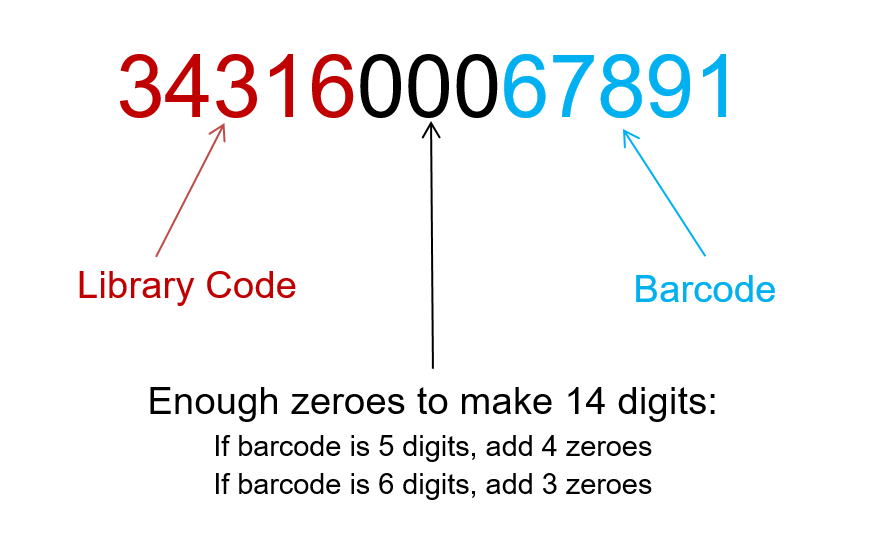 3431600067891
Library Code
Barcode
Enough zeroes to make 14 digits:
If barcode is 5 digits, add 4 zeroes
If barcode is 6 digits, add 3 zeroes